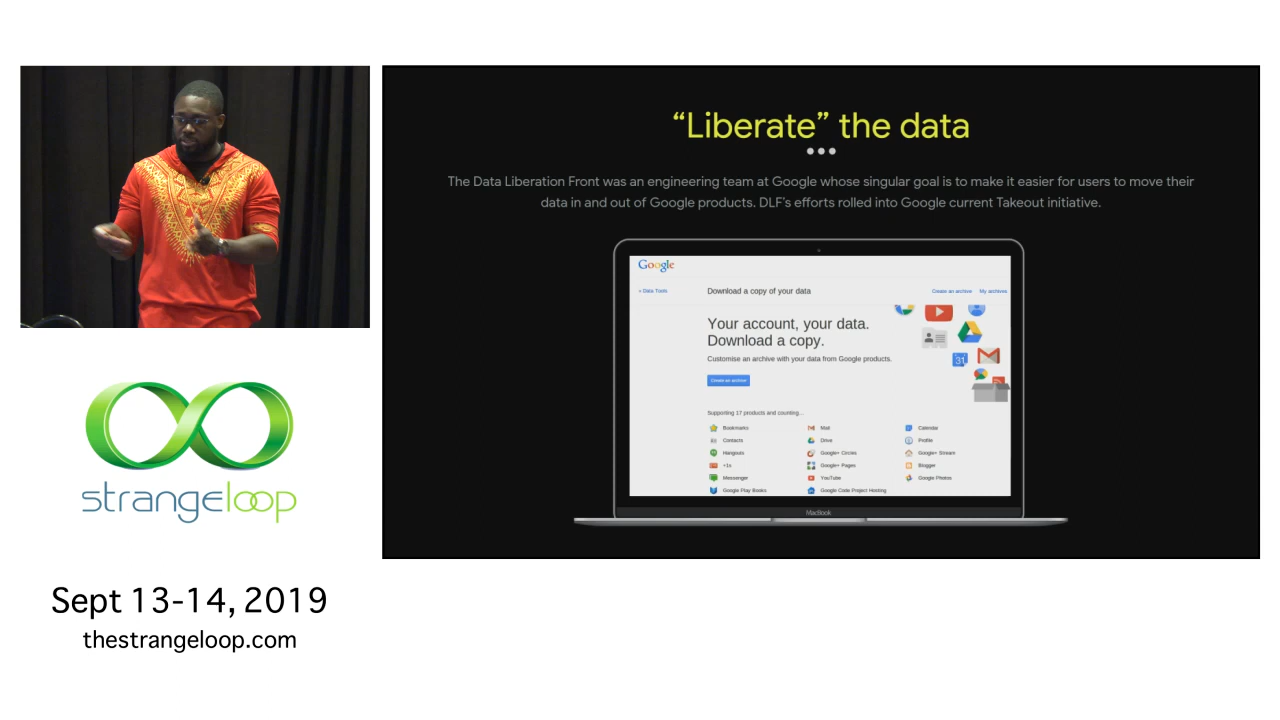 “Liberate” the data
The Data Liberation Front was an engineering team at Google whose singular goal is to make it easier for users to move their
data in and out of Google products. DLF's efforts rolled into Google current Takeout initiative.
Google
« Data Tools
Download a copy of your data
Create an archive
My archives
Your account, your data.
Download a copy.
Customise an archive with your data from Google products.
Create an archive
31
Supporting 17 products and counting...
Bookmarks
Mail
Calendar
Contacts
Drive
Profile
Hangouts
Google+ Circles
Google+ Stream
+1s
Google+ Pages
Blogger
Messenger
YouTube
Google Photos
Google Play Books
Google Code Project Hosting
MacBook
strangeloop
Sept 13-14, 2019
thestrangeloop.com